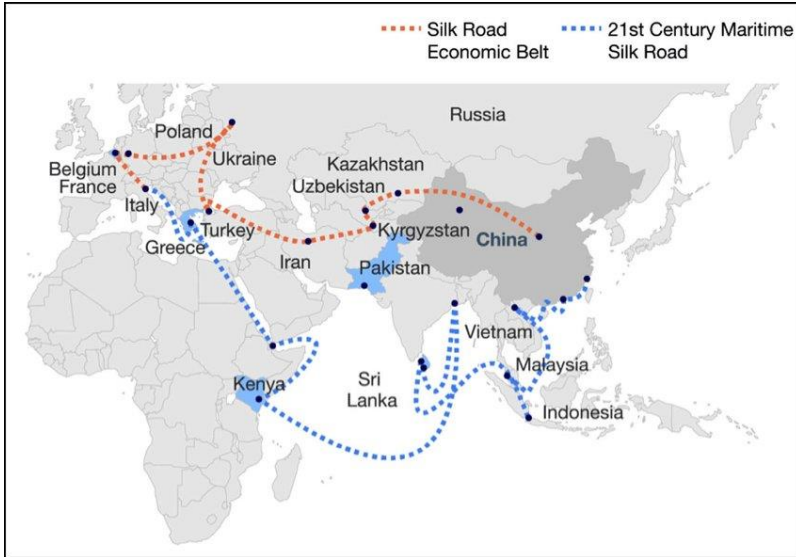 Silk Road
Economic Belt
21st Century Maritime
Silk Road
Russia
Poland
Ukraine
Kazakhstan
Belgium
France
Uzbekistan
Italy
Turkey
Kyrgyzstan
China
Greece
Iran
Pakistan
Vietnam
Malaysia
Kenya
Sri
Lanka
Indonesia